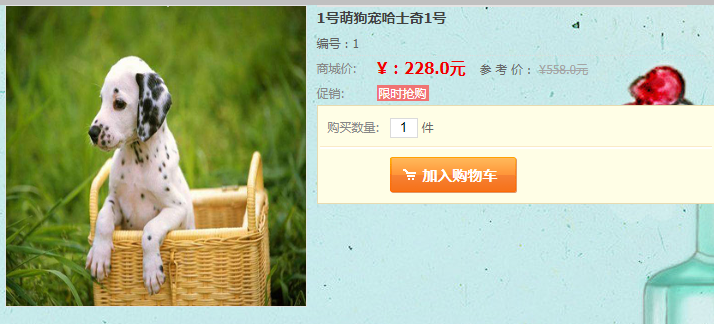 1号萌狗宠哈士奇1号
编号：1
商城价: ¥：228.0元 参 考 价： ¥558.0元
促销: 限时抢购
购买数量: 1 件
加入购物车